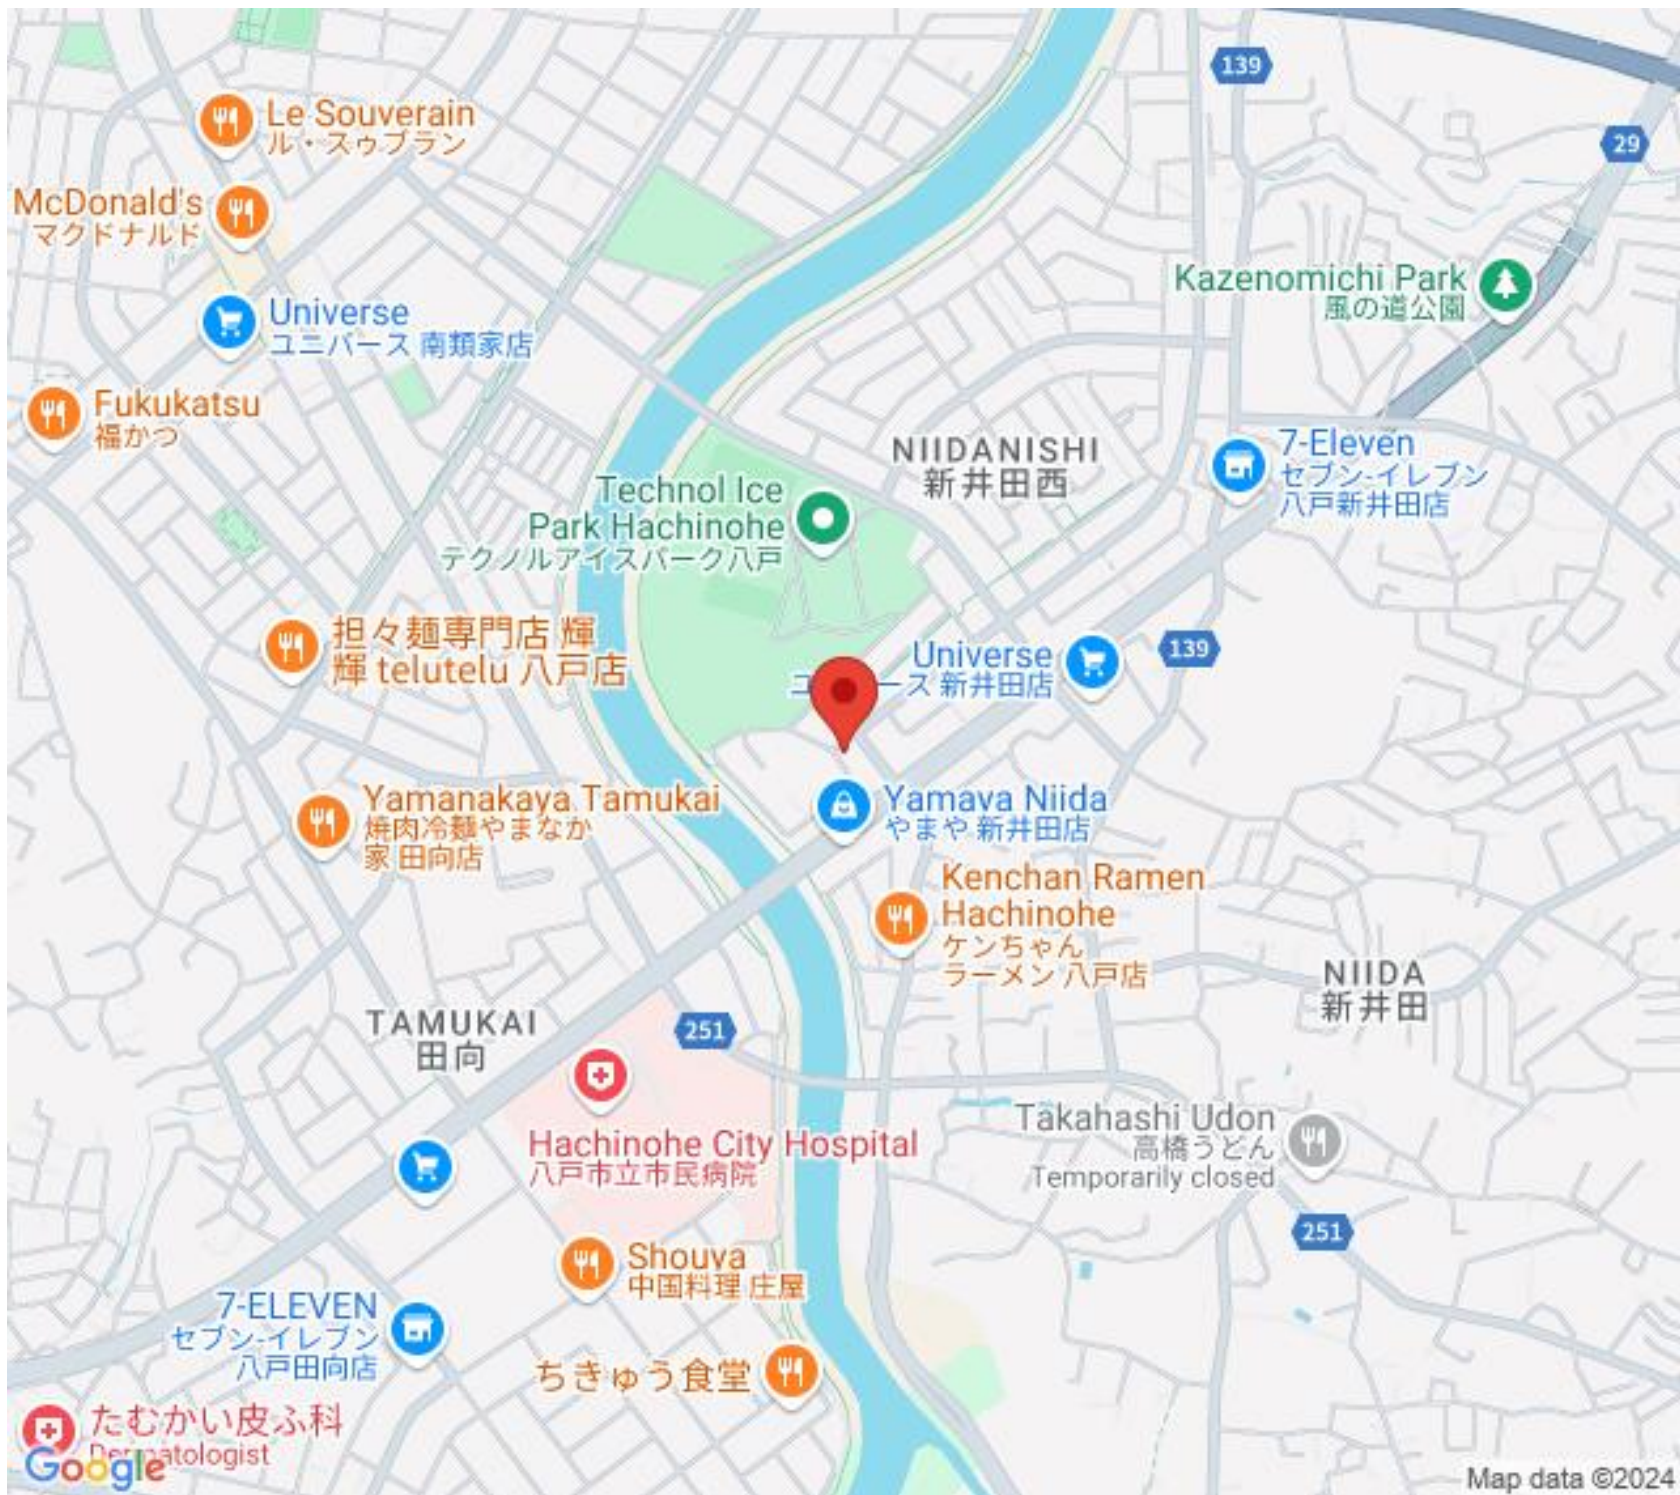 139
29
Le Souverain
ル・スゥブラン
McDonald's
マクドナルド
Kazenomichi Park
風の道公園
Universe
ユニバース 南類家店
Fukukatsu
福かつ
NIIDANISHI
新井田西
7-Eleven
セブン-イレブン
八戸新井田店
Technol Ice
Park Hachinohe
テクノルアイスパーク八戸
担々麺専門店 輝
輝 telutelu 八戸店
Universe
ース 新井田店
139
Yamanakaya Tamukai
焼肉冷麺やまなか
家 田向店
Yamaya Niida
やまや 新井田店
Kenchan Ramen
Hachinohe
ケンちゃん
ラーメン 八戸店
NIIDA
新井田
TAMUKAI
田向
251
Hachinohe City Hospital
八戸市立市民病院
Takahashi Udon
高橋うどん
Temporarily closed
251
Shouya
中国料理 庄屋
7-ELEVEN
セブン-イレブン
八戸田向店
ちきゅう食堂
たむかい皮ふ科
Dermatologist
Google
Map data ©2024